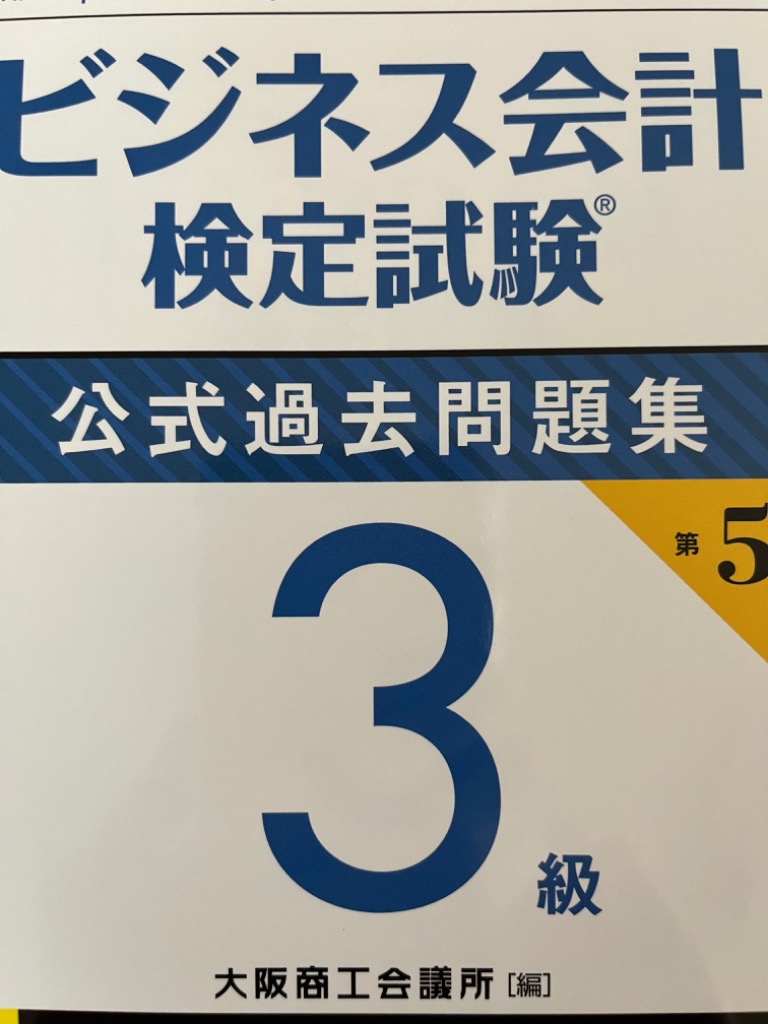 ビジネス会計
検定試験®
公式過去問題集
第5
3級
大阪商工会議所[編]